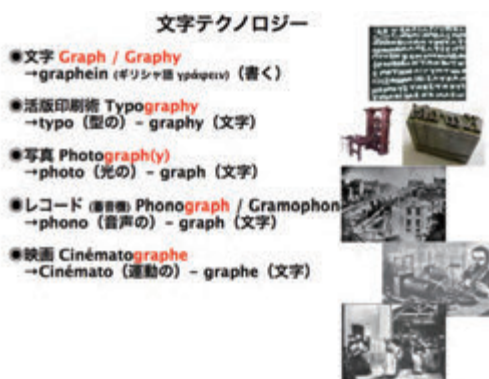 文字テクノロジー
●文字 Graph / Graphy
→graphein (ギリシャ語 γράφειν)（書く）
●活版印刷術 Typography
→typo（型の）– graphy（文字）
●写真 Photograph(y)
→photo（光の）– graph（文字）
●レコード (蓄音機) Phonograph / Gramophon
→phono（音声の）– graph（文字）
●映画 Cinématographe
→Cinémato（運動の）– graphe（文字）